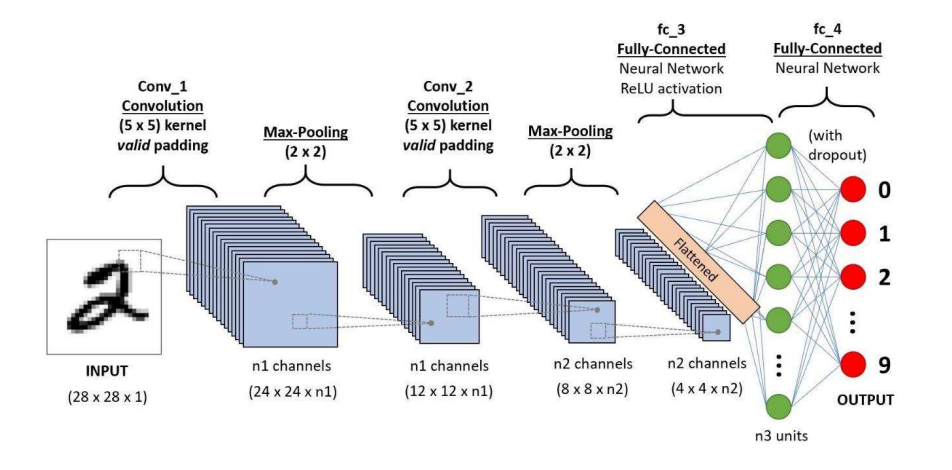 fc_3
Fully-Connected
Neural Network
ReLU activation
fc_4
Fully-Connected
Neural Network
Conv_1
Convolution
(5 x 5) kernel
valid padding
Max-Pooling
(2 x 2)
Conv_2
Convolution
(5 x 5) kernel
valid padding
Max-Pooling
(2 x 2)
(with
dropout)
Flattened
0
1
2
9
INPUT
(28 x 28 x 1)
n1 channels
(24 x 24 x n1)
n1 channels
(12 x 12 x n1)
n2 channels
(8 x 8 x n2)
n2 channels
(4 x 4 x n2)
OUTPUT
n3 units